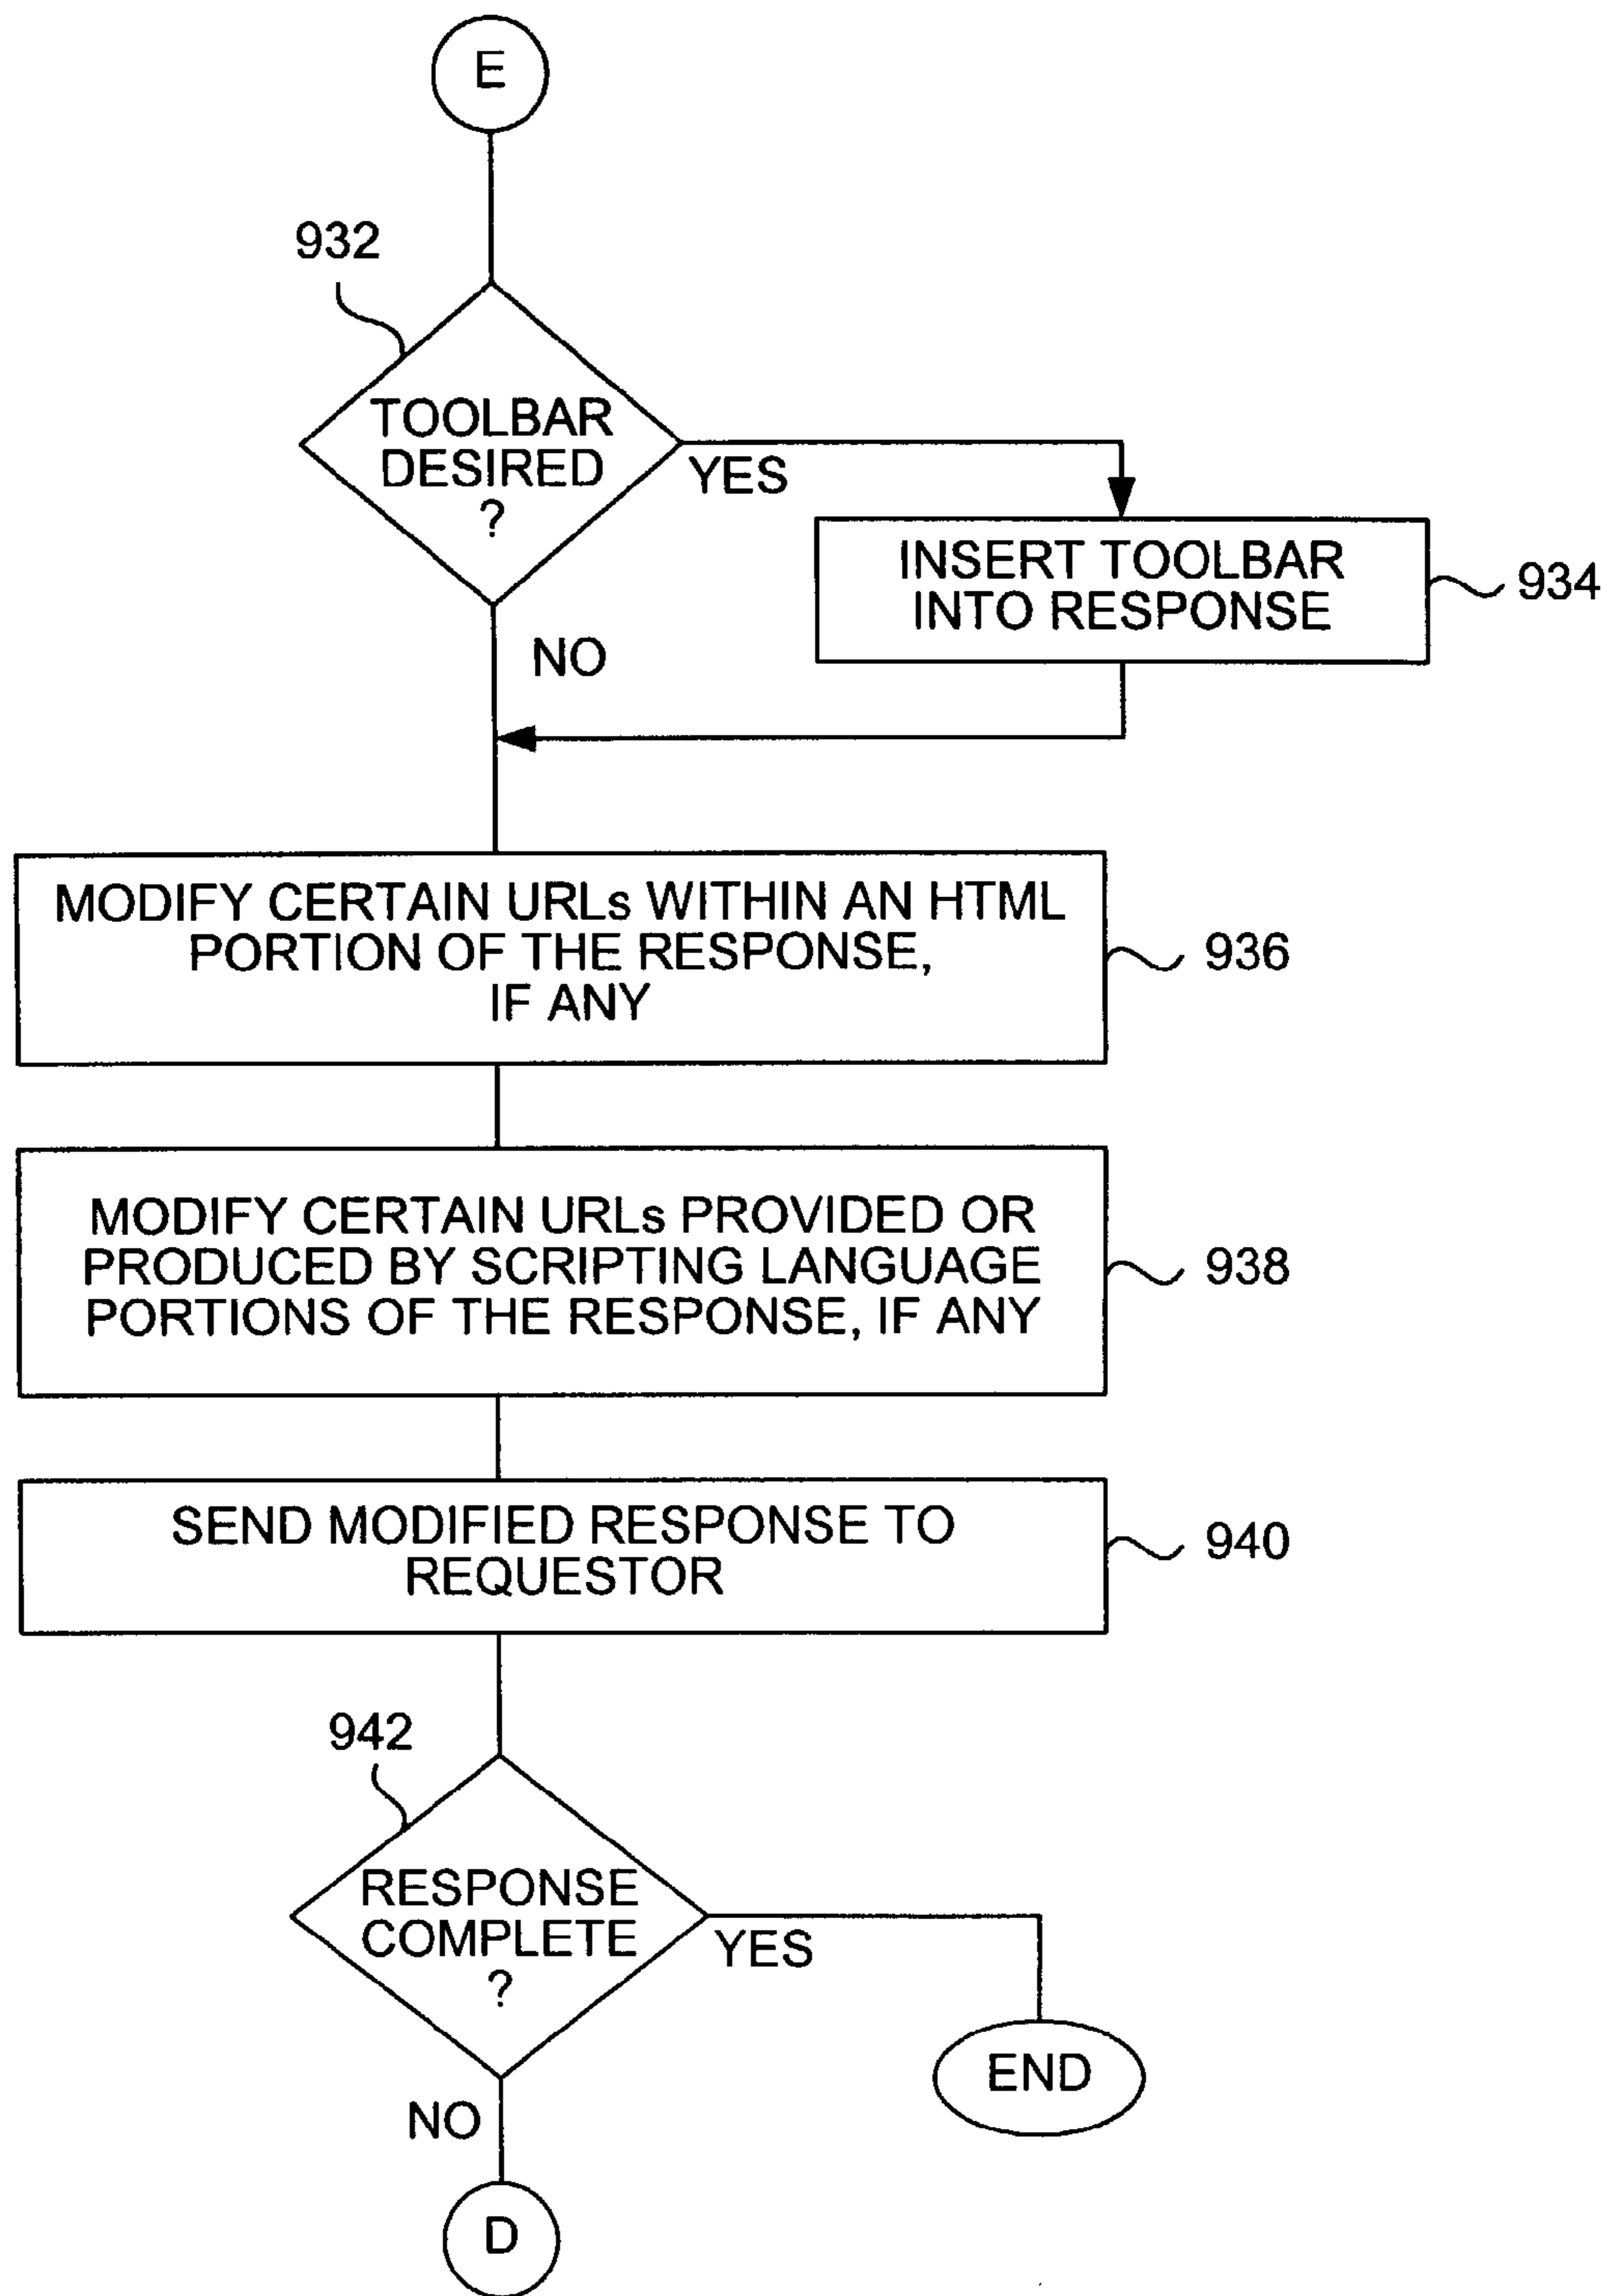 E
932
TOOLBAR
DESIRED
?
YES
INSERT TOOLBAR
INTO RESPONSE
934
NO
MODIFY CERTAIN URLs WITHIN AN HTML
PORTION OF THE RESPONSE,
IF ANY
936
MODIFY CERTAIN URLs PROVIDED OR
PRODUCED BY SCRIPTING LANGUAGE
PORTIONS OF THE RESPONSE, IF ANY
938
SEND MODIFIED RESPONSE TO
REQUESTOR
940
942
RESPONSE
COMPLETE
?
YES
END
NO
D